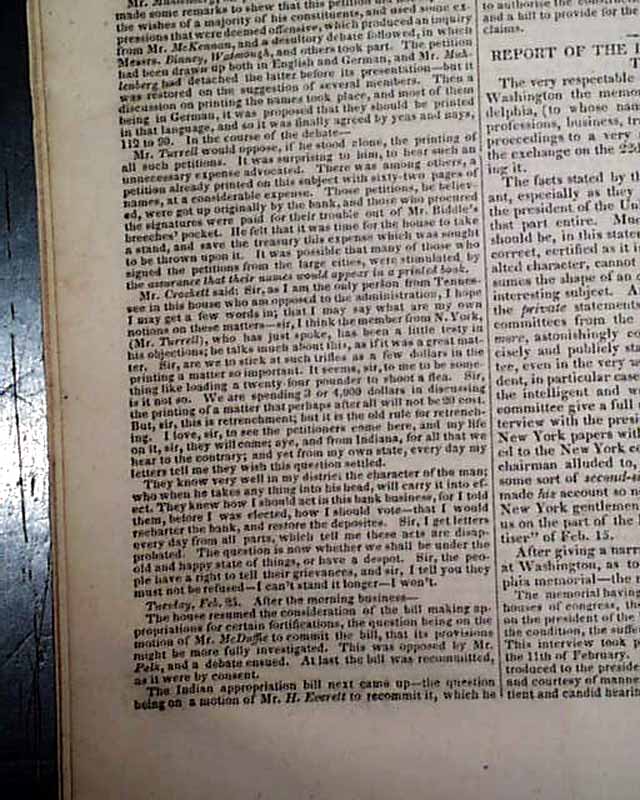 made some remarks to shew that this petition did not
the wishes of a majority of his constituents, and used some ex-
pressions that were deemed offensive, which produced an inquiry
from Mr. McKennan, and a desultory debate followed, in which
Messrs. Binney, Watmough, and others took part. The petition
had been drawn up both in English and German, and Mr. Muh-
lenberg had detached the latter before its presentation—but it
was restored on the suggestion of several members. Then a
discussion on printing the names took place, and most of them
being in German, it was proposed that they should be printed
in that language, and so it was finally agreed by yeas and nays,
112 to 90. In the course of the debate—
Mr. Turrell would oppose, if he stood alone, the printing of
all such petitions. It was surprising to him, to hear such an
unnecessary expense advocated. There was among others, a
petition already printed on this subject with sixty-two pages of
names, at a considerable expense. Those petitions, he believ-
ed, were got up originally by the bank, and those who procured
the signatures were paid for their trouble out of Mr. Biddle's
breeches' pocket. He felt that it was time for the house to take
a stand, and save the treasury this expense which was sought
to be thrown upon it. It was possible that many of those who
signed the petitions from the large cities, were stimulated by
the assurance that their names would appear in a printed book.
Mr. Crockett said: Sir, as I am the only person from Tennes-
see in this house who am opposed to the administration, I hope
I may get a few words in; that I may say what are my own
notions on these matters—sir, I think the member from N. York,
(Mr. Turrell), who has just spoke, has been a little testy in
his objections; he talks much about this, as if it was a great mat-
ter. Sir, are we to stick at such trifles as a few dollars in the
printing a matter so important. It seems, sir, to me to be some-
thing like loading a twenty four pounder to shoot a flea. Sir,
is it not so. We are spending 3 or 4,000 dollars in discussing
the printing of a matter that perhaps after all will not be 20 cost.
But, sir, this is retrenchment; but it is the old rule for retrench-
ing. I love, sir, to see the petitioners come here, and my life
on it, sir, they will come; aye, and from Indiana, for all that we
hear to the contrary; and yet from my own state, every day my
letters tell me they wish this question settled.
They know very well in my district the character of the man;
who when he takes any thing into his head, will carry it into ef-
ect. They knew how I should act in this bank business, for I told
them, before I was elected, how I should vote—that I would
recharter the bank, and restore the deposites. Sir, I get letters
every day from all parts, which tell me these acts are disap-
probated. The question is now whether we shall be under the
old and happy state of things, or have a despot. Sir, the peo-
ple have a right to tell their grievances, and sir, I tell you they
must not be refused—I can't stand it longer—I won't.
Tuesday, Feb. 25. After the morning business—
The house resumed the consideration of the bill making ap-
propriations for certain fortifications, the question being on the
motion of Mr. McDuffie to commit the bill, that its provisions
might be more fully investigated. This was opposed by Mr.
Polk, and a debate ensued. At last the bill was recommitted,
as it were by consent.
The Indian appropriation bill next came up—the question
being on a motion of Mr. H. Everett to recommit it, which he
to authorise the
and a bill to provide for the
claims.
REPORT OF THE
The very respectable
Washington the memor
delphia, (to whose nam
professions, business, tr
proceedings to a very
the exchange on the 22d
ing it.
The facts stated by th
ant, especially as they
the president of the Un
that part entire. Muc
should be, in this staten
correct, certified as it i
alted character, cannot
sumes the shape of an
interesting subject. A
the private statement
committees from the
more, astonishingly co
cisely and publicly sta
tee, even in the very w
dent, in particular case
the intelligent and we
committee give a full
terview with the presi
New York papers with
ed to the New York co
chairman alluded to,
some sort of second-si
made his account so n
New York gentlemen
us on the part of the
tiser" of Feb. 15.
After giving a narr
at Washington, as to
phia memorial—the
The memorial having
houses of congress, the
on the president of the
the condition, the suffe
This interview took p
the 11th of February.
troduced to the preside
and courtesy of manne
tient and candid hearin